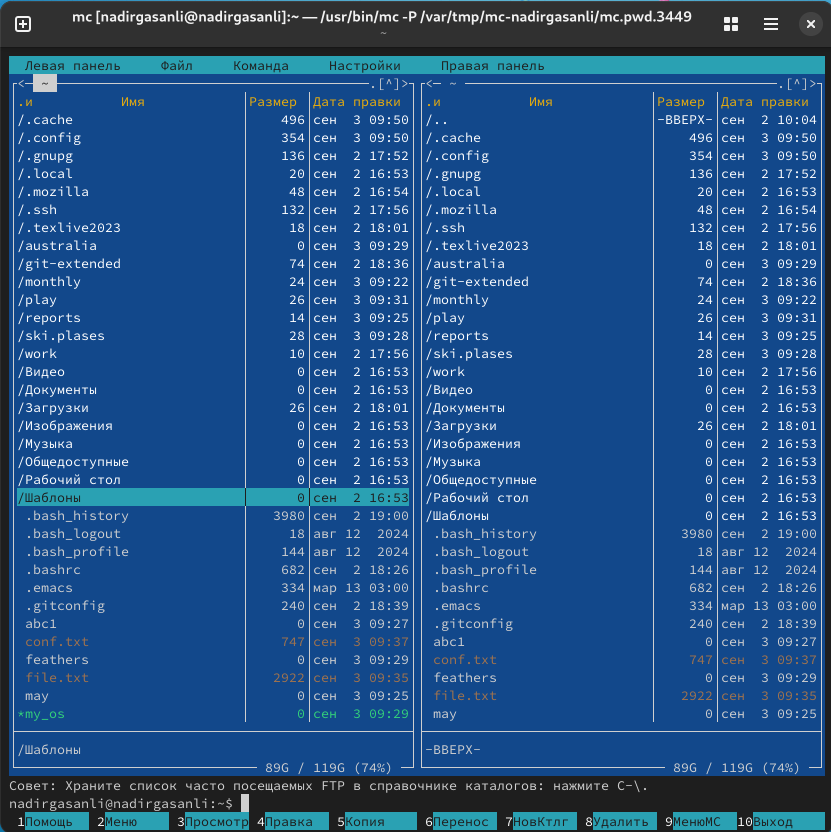 mc [nadirgasanli@nadirgasanli]:~ — /usr/bin/mc -P /var/tmp/mc-nadirgasanli/mc.pwd.3449
~
Левая панель Файл Команда Настройки Правая панель
<— ~ .[^]> <— ~ .[^]>
.и Имя Размер Дата правки .и Имя Размер Дата правки
/.cache 496 сен 3 09:50 /.. -ВВЕРХ- сен 2 10:04
/.config 354 сен 3 09:50 /.cache 496 сен 3 09:50
/.gnupg 136 сен 2 17:52 /.config 354 сен 3 09:50
/.local 20 сен 2 16:53 /.gnupg 136 сен 2 17:52
/.mozilla 48 сен 2 16:54 /.local 20 сен 2 16:53
/.ssh 132 сен 2 17:56 /.mozilla 48 сен 2 16:54
/.texlive2023 18 сен 2 18:01 /.ssh 132 сен 2 17:56
/australia 0 сен 3 09:29 /.texlive2023 18 сен 2 18:01
/git-extended 74 сен 2 18:36 /australia 0 сен 3 09:29
/monthly 24 сен 3 09:22 /git-extended 74 сен 2 18:36
/play 26 сен 3 09:31 /monthly 24 сен 3 09:22
/reports 14 сен 3 09:25 /play 26 сен 3 09:31
/ski.plases 28 сен 3 09:28 /reports 14 сен 3 09:25
/work 10 сен 2 17:56 /ski.plases 28 сен 3 09:28
/Видео 0 сен 2 16:53 /work 10 сен 2 17:56
/Документы 0 сен 2 16:53 /Видео 0 сен 2 16:53
/Загрузки 26 сен 2 18:01 /Документы 0 сен 2 16:53
/Изображения 0 сен 2 16:53 /Загрузки 26 сен 2 18:01
/Музыка 0 сен 2 16:53 /Изображения 0 сен 2 16:53
/Общедоступные 0 сен 2 16:53 /Музыка 0 сен 2 16:53
/Рабочий стол 0 сен 2 16:53 /Общедоступные 0 сен 2 16:53
/Шаблоны 0 сен 2 16:53 /Рабочий стол 0 сен 2 16:53
.bash_history 3980 сен 2 19:00 /Шаблоны 0 сен 2 16:53
.bash_logout 18 авг 12 2024 .bash_history 3980 сен 2 19:00
.bash_profile 144 авг 12 2024 .bash_logout 18 авг 12 2024
.bashrc 682 сен 2 18:26 .bash_profile 144 авг 12 2024
.emacs 334 мар 13 03:00 .bashrc 682 сен 2 18:26
.gitconfig 240 сен 2 18:39 .emacs 334 мар 13 03:00
abc1 0 сен 3 09:27 .gitconfig 240 сен 2 18:39
conf.txt 747 сен 3 09:37 abc1 0 сен 3 09:27
feathers 0 сен 3 09:29 conf.txt 747 сен 3 09:37
file.txt 2922 сен 3 09:35 feathers 0 сен 3 09:29
may 0 сен 3 09:25 file.txt 2922 сен 3 09:35
*my_os 0 сен 3 09:29 may 0 сен 3 09:25
/Шаблоны -ВВЕРХ-
89G / 119G (74%) 89G / 119G (74%)
Совет: Храните список часто посещаемых FTP в справочнике каталогов: нажмите C-\.
nadirgasanli@nadirgasanli:~$
1Помощь 2Меню 3Просмотр 4Правка 5Копия 6Перенос 7НовКтлг 8Удалить 9МенюМС 10Выход